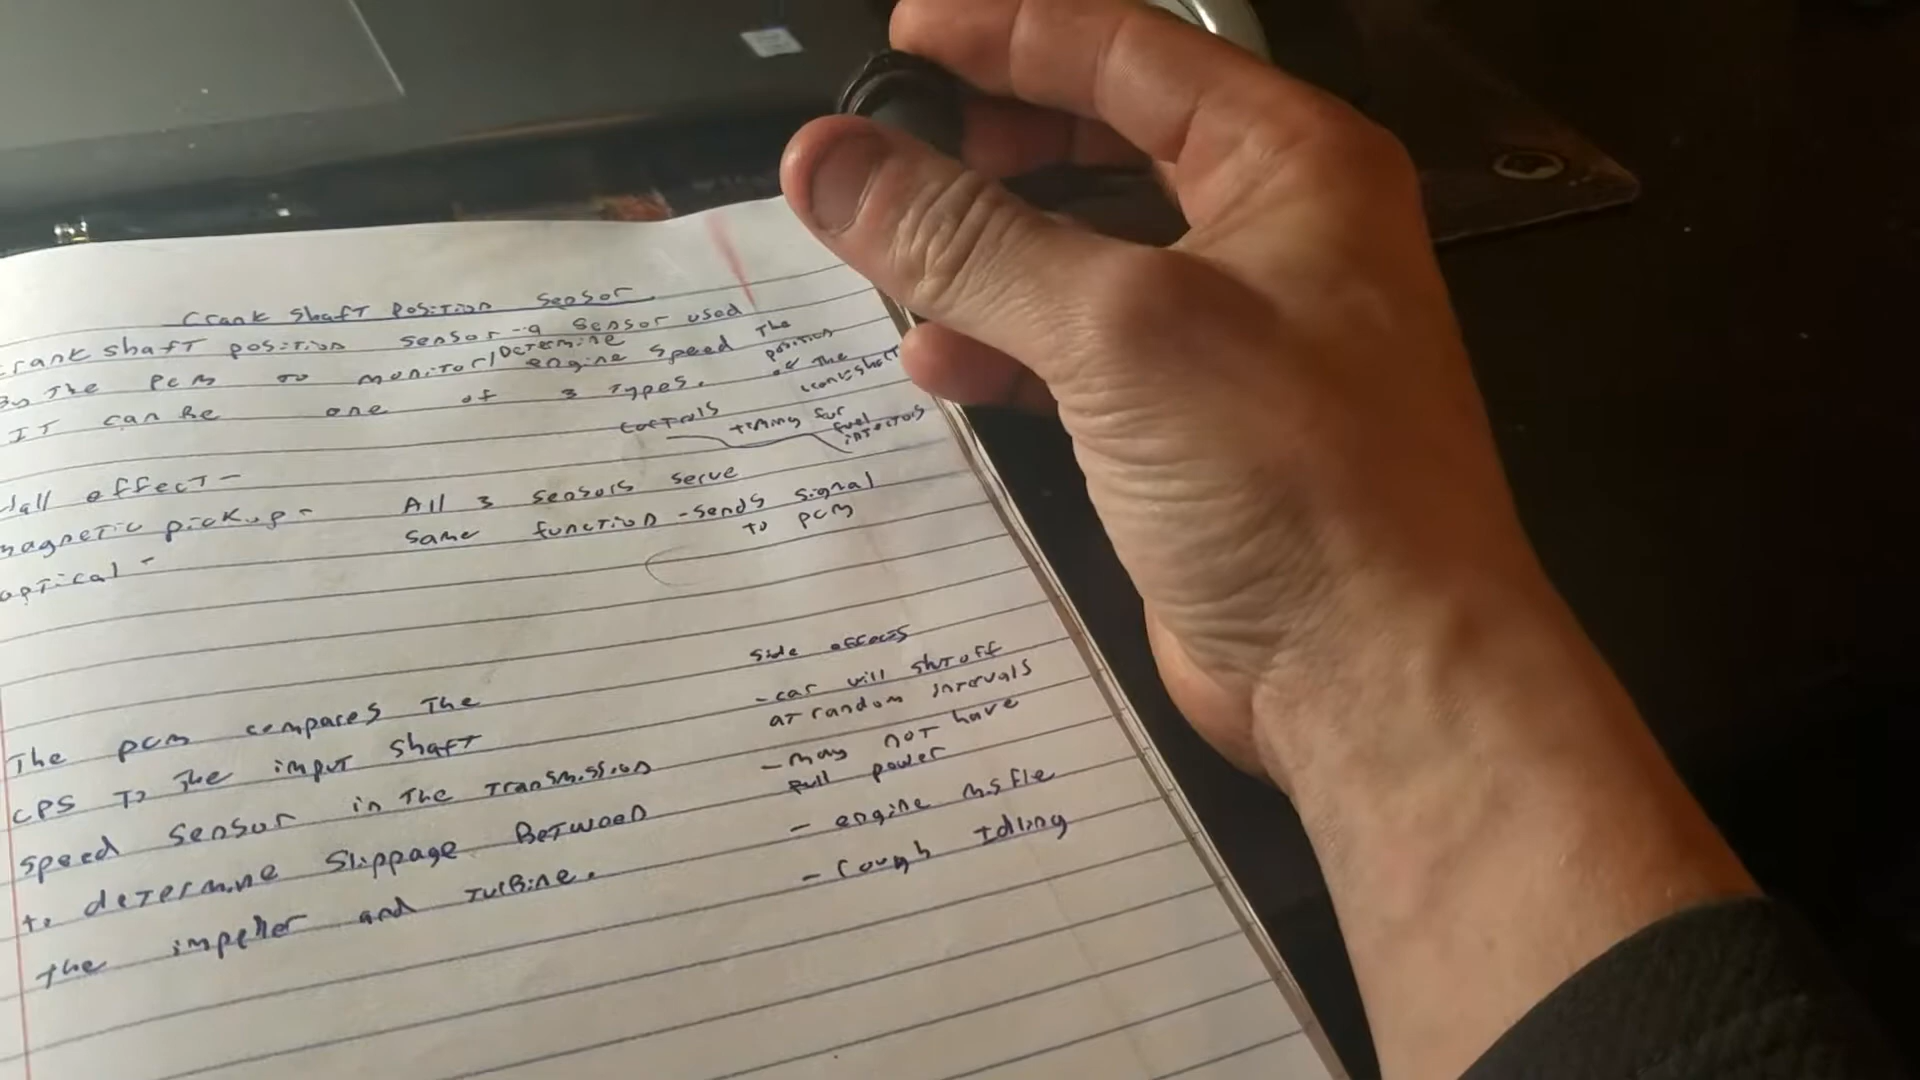 Crank Shaft Position Sensor
Crank shaft position sensor - a sensor used
By The PCM to monitor/Determine engine speed The position of the crankshaft
IT can Be one of 3 Types.
controls timing for fuel injectors
Hall effect -
magnetic pickup -
optical -
All 3 sensors serve
same function - sends signal
to pcm
The pcm compares The
CPS To The input shaft
speed sensor in The Transmission
to determine Slippage Between
the impeller and Turbine.
side effects
- car will shut off
at random intervals
- may not have
full power
- engine misfie
- rough Idling